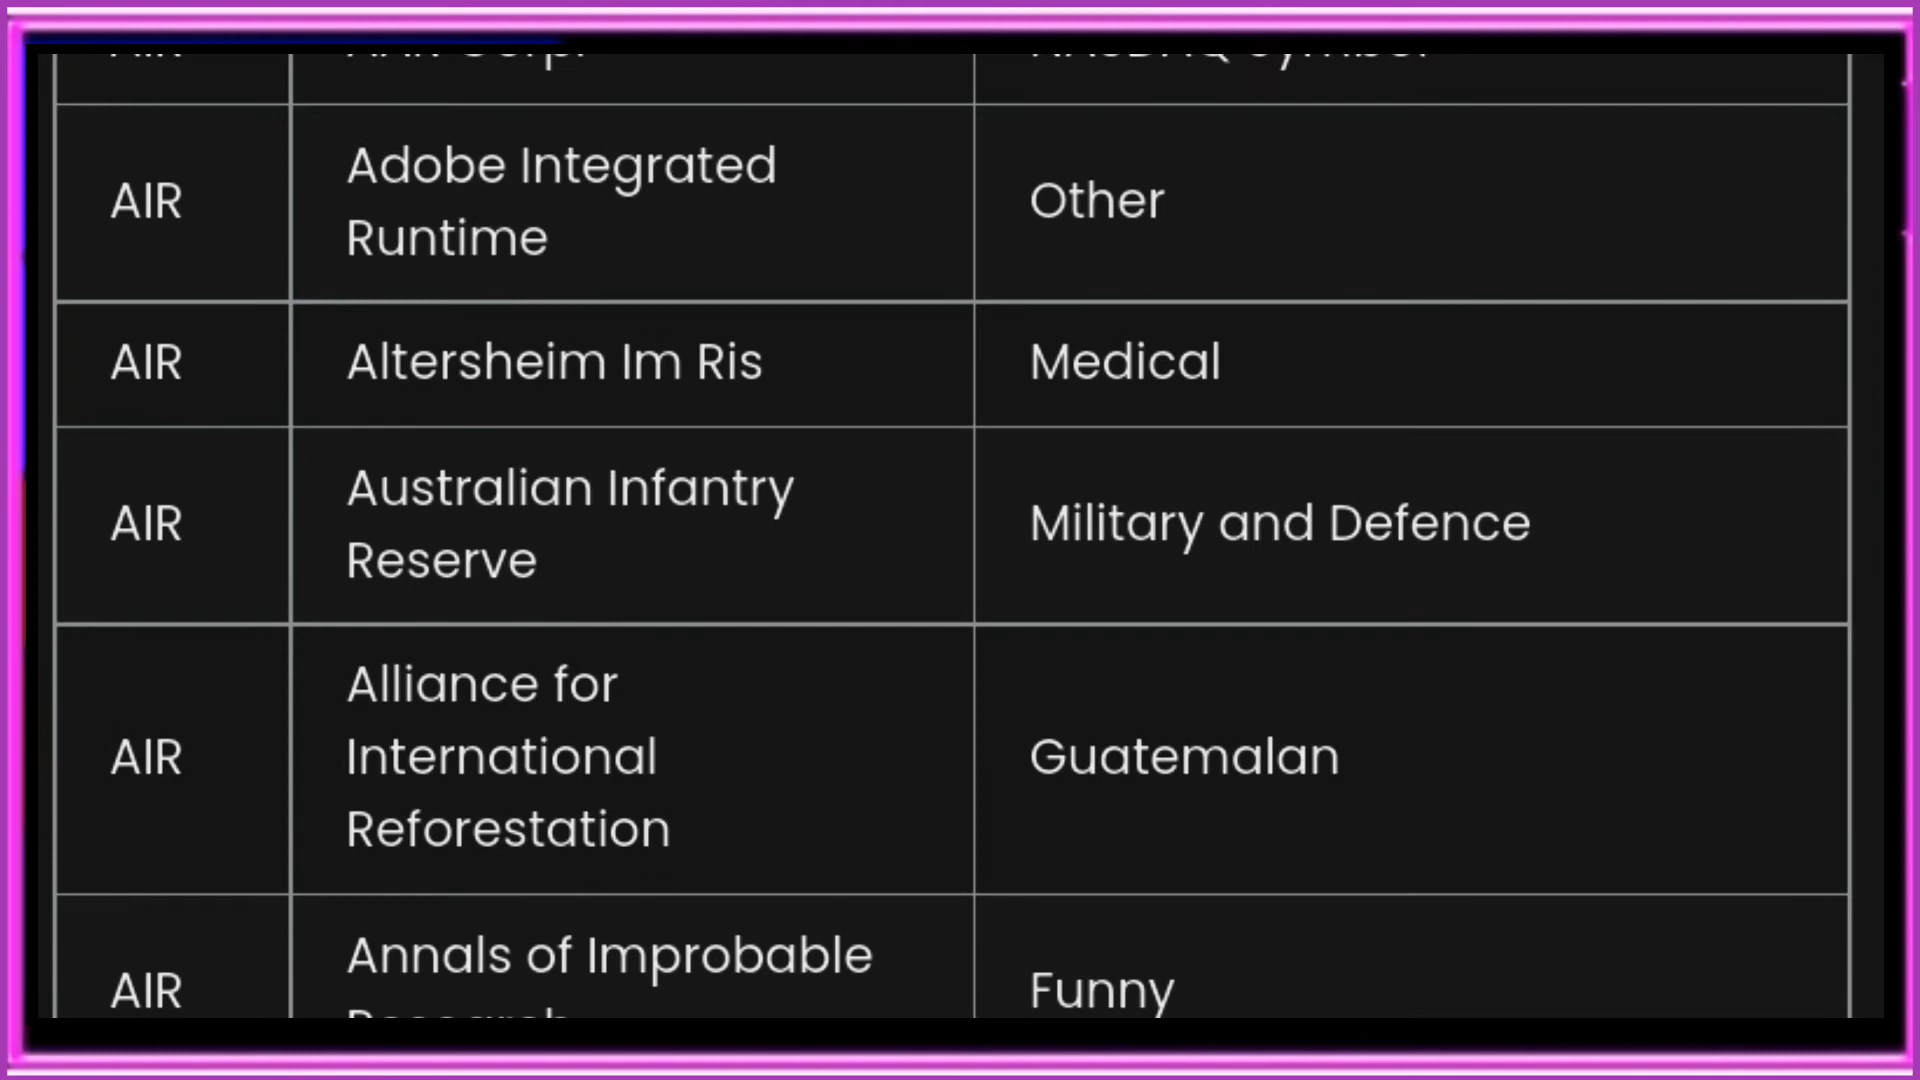 AIR
Adobe Integrated
Runtime
Other
AIR
Altersheim Im Ris
Medical
AIR
Australian Infantry
Reserve
Military and Defence
AIR
Alliance for
International
Reforestation
Guatemalan
AIR
Annals of Improbable
Funny